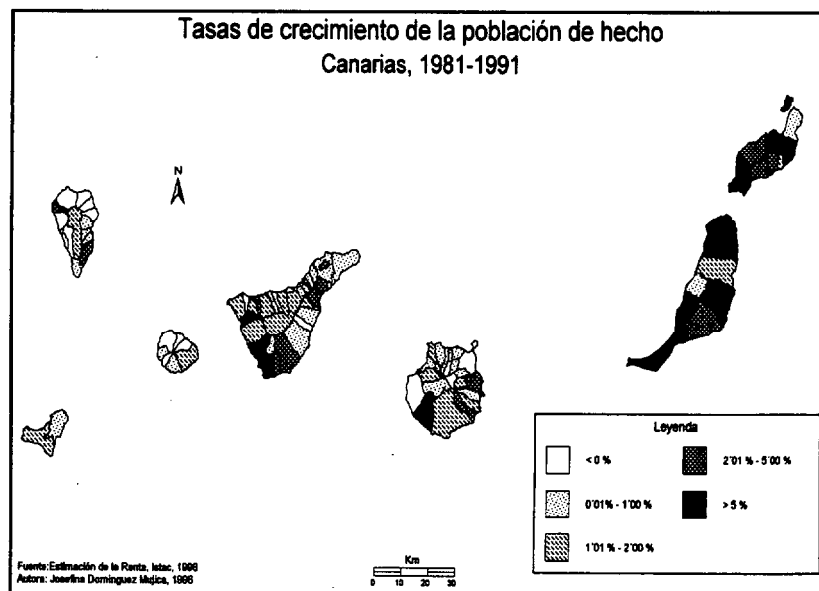 Tasas de crecimiento de la población de hecho
Canarias, 1981-1991
N
Leyenda
< 0 %
2'01 % - 5'00 %
0'01% - 1'00 %
> 5 %
1'01 % - 2'00 %
Km
0 10 20 30
Fuente:Estimación de la Renta, Istac, 1998
Autora: Josefina Domínguez Mujica, 1998